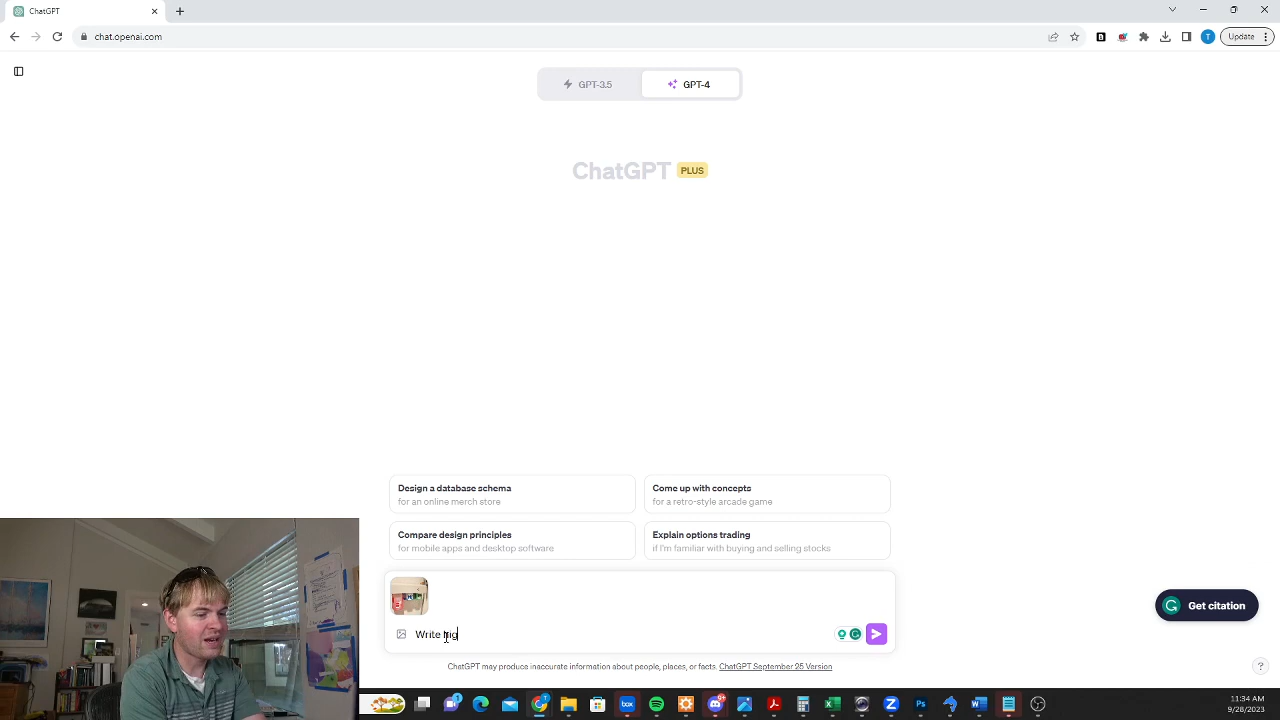 ChatGPT
chat.openai.com
Update
GPT-3.5
GPT-4
ChatGPT PLUS
Design a database schema
for an online merch store
Come up with concepts
for a retro-style arcade game
Compare design principles
for mobile apps and desktop software
Explain options trading
if I'm familiar with buying and selling stocks
Get citation
Write
ChatGPT may produce inaccurate information about people, places, or facts. ChatGPT September 25 Version
?
11:34 AM
9/28/2023